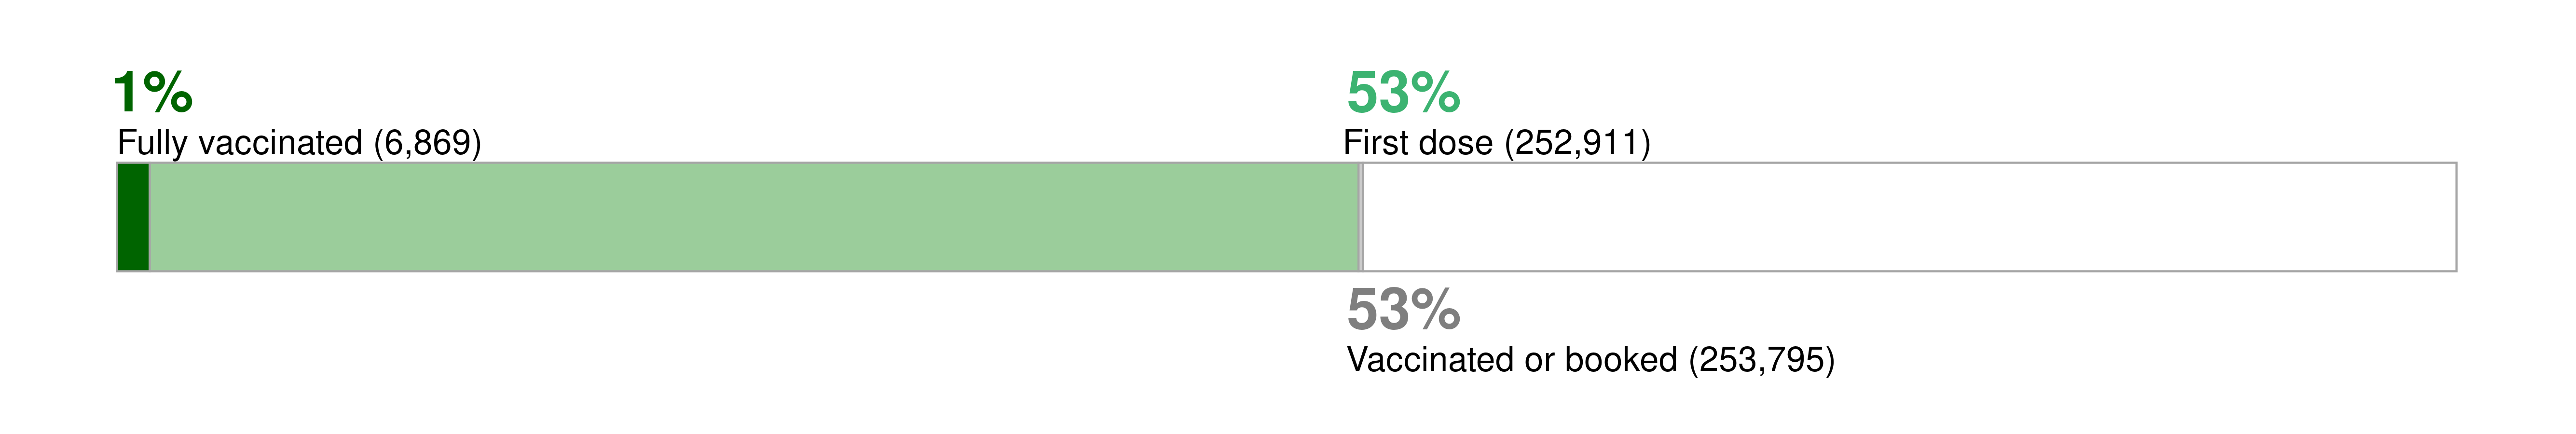 1%
Fully vaccinated (6,869)
53%
First dose (252,911)
53%
Vaccinated or booked (253,795)